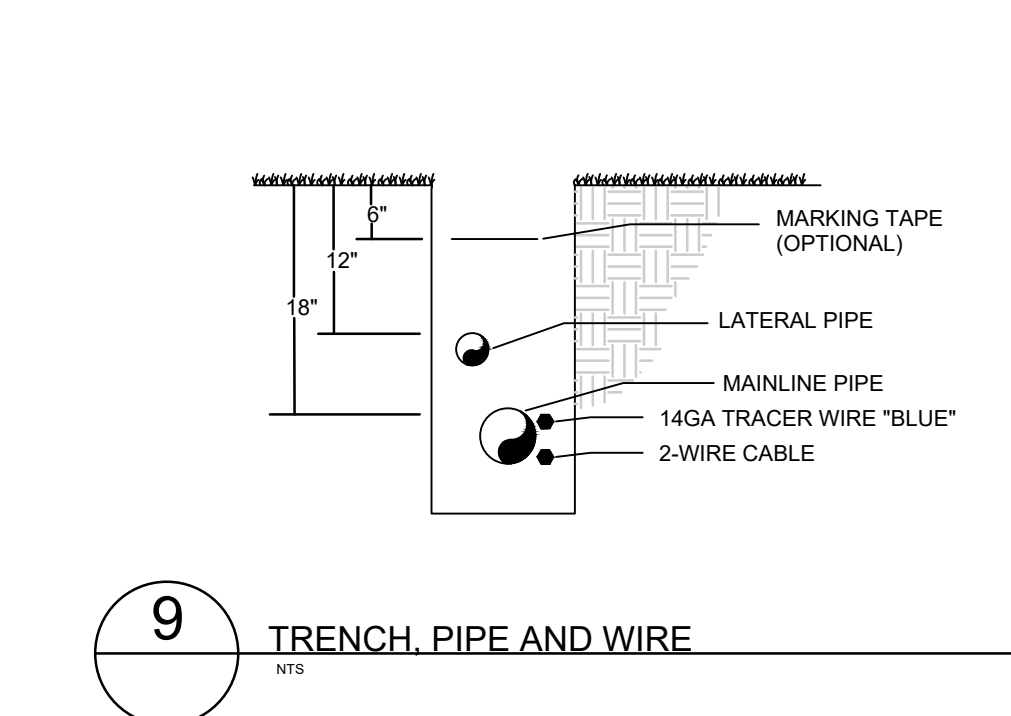 6"
12"
18"
MARKING TAPE
(OPTIONAL)
LATERAL PIPE
MAINLINE PIPE
14GA TRACER WIRE "BLUE"
2-WIRE CABLE
9
TRENCH, PIPE AND WIRE
NTS